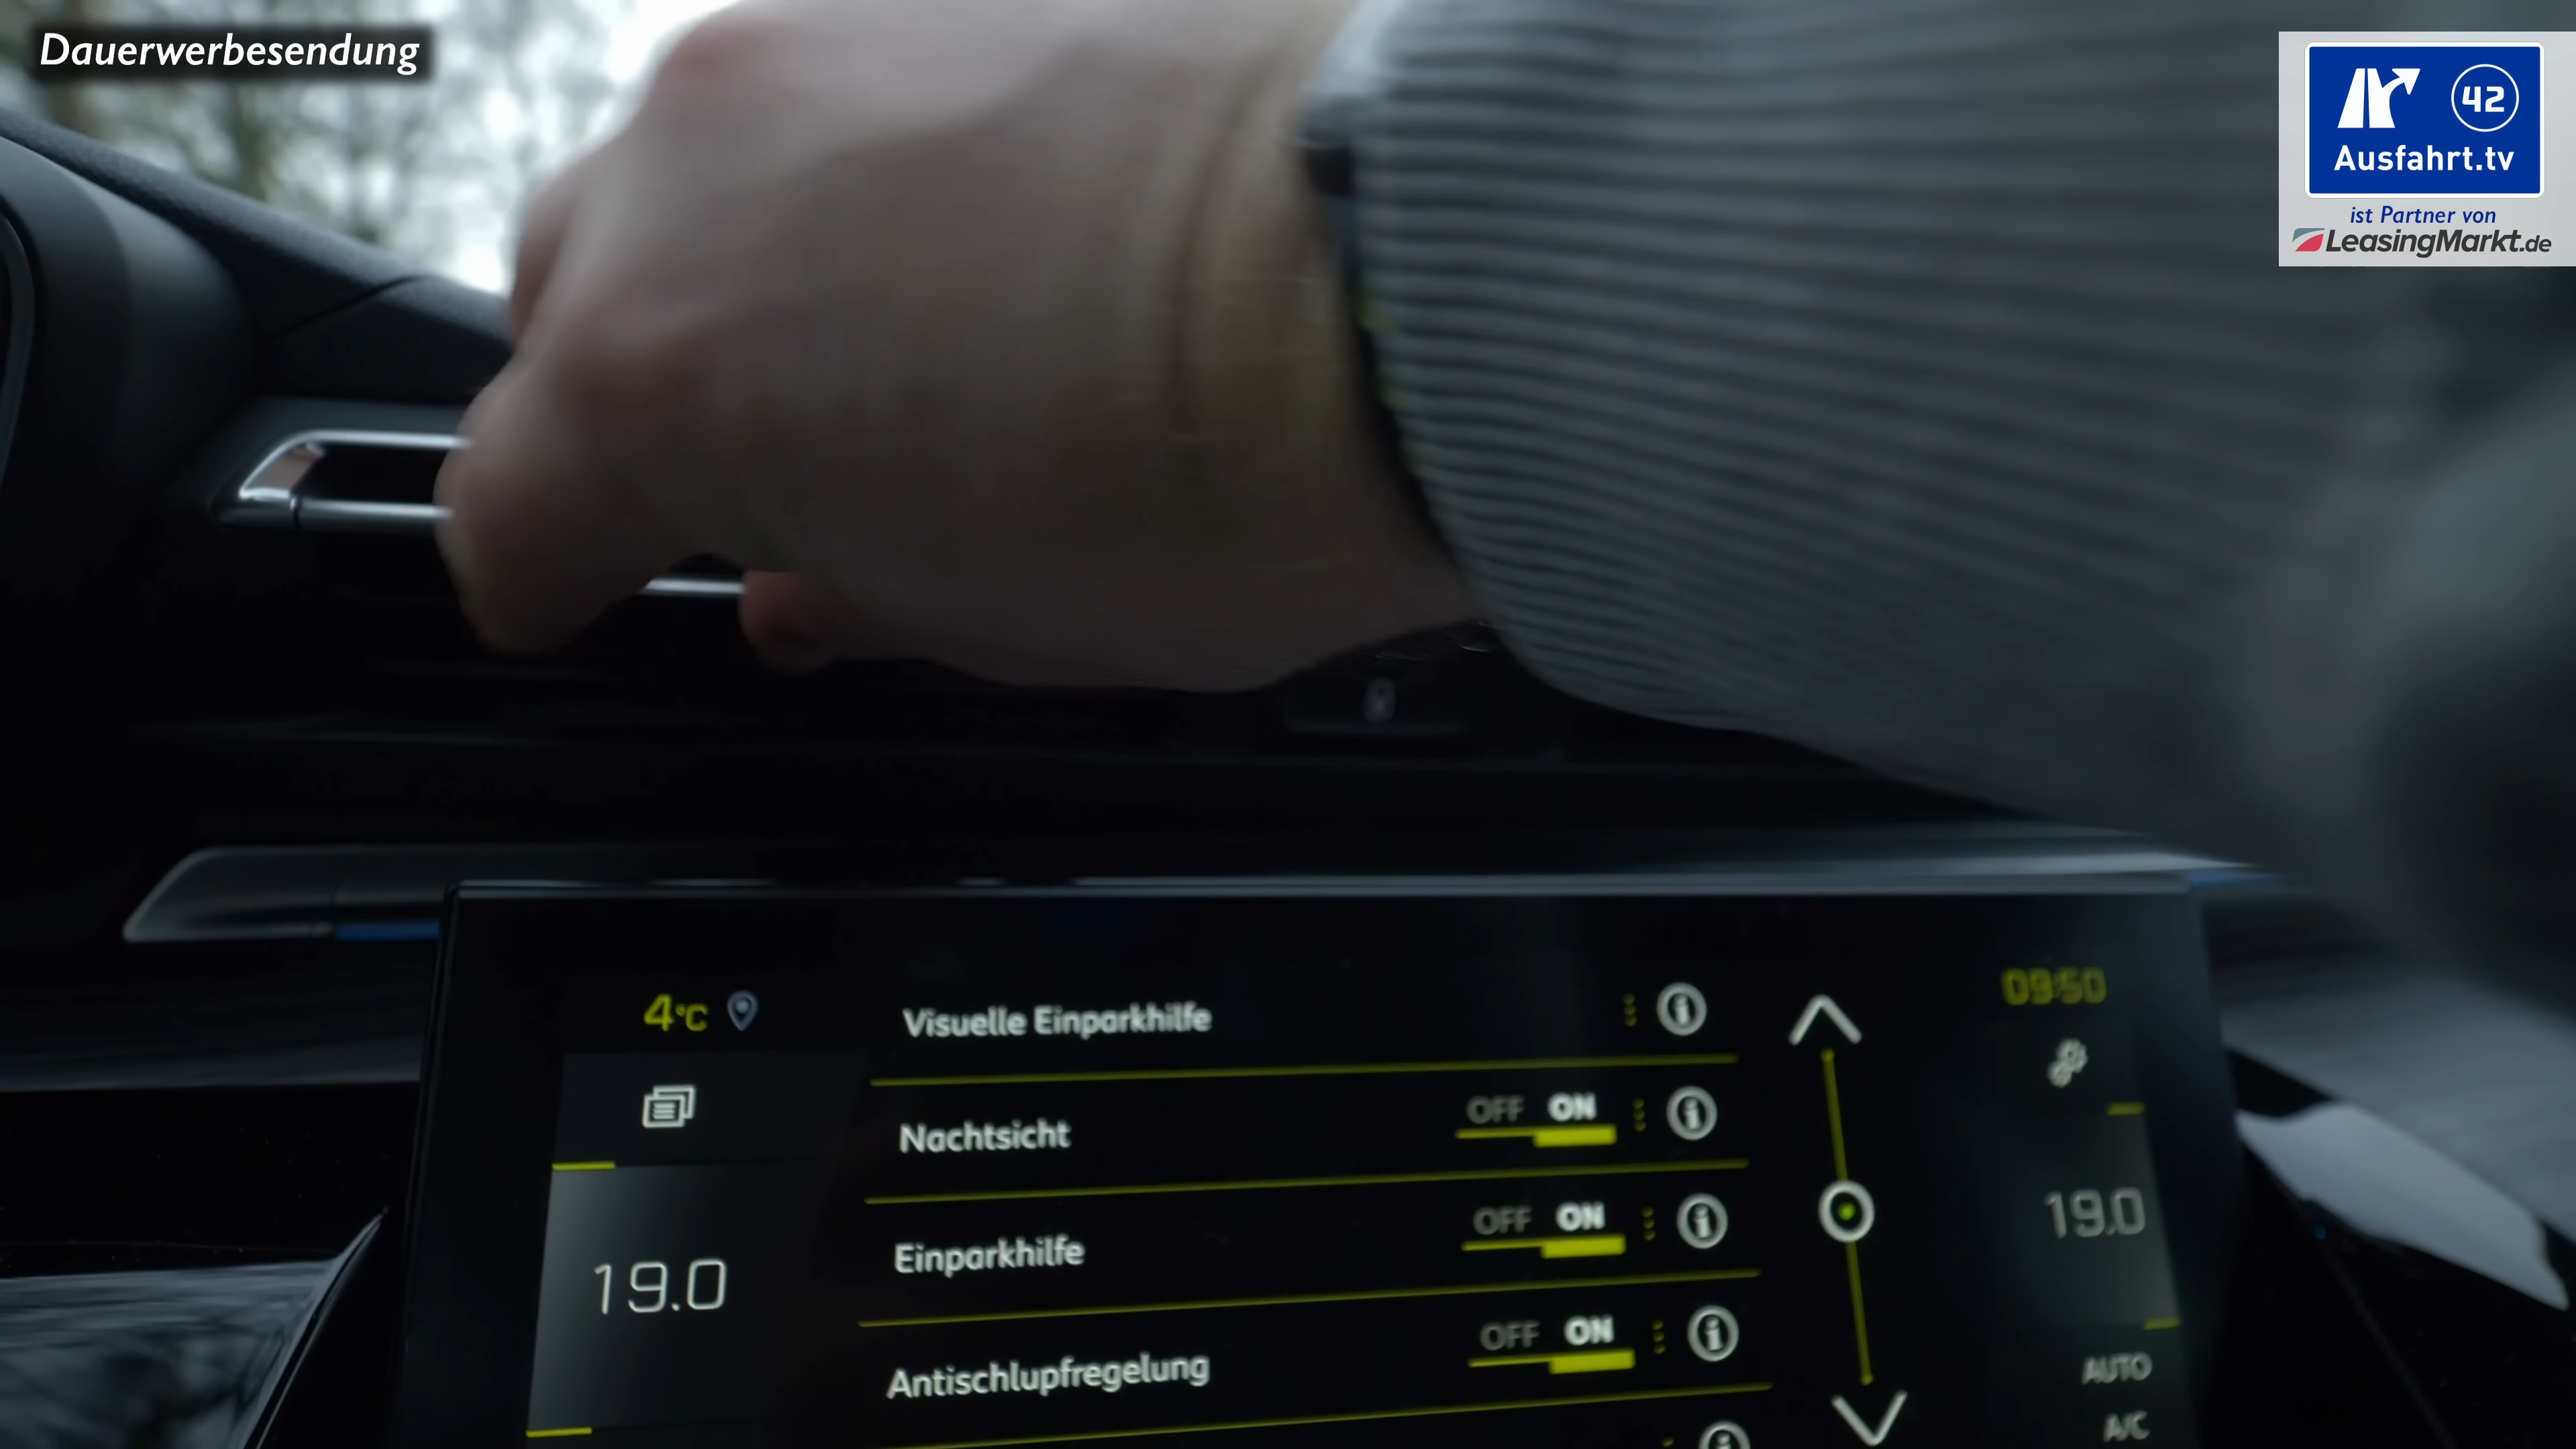 Dauerwerbesendung
42
Ausfahrt.tv
ist Partner von
LeasingMarkt.de
4°C
09:50
Visuelle Einparkhilfe
Nachtsicht
OFF ON
Einparkhilfe
OFF ON
19.0
19.0
Antischlupfregelung
OFF ON
AUTO
A/C